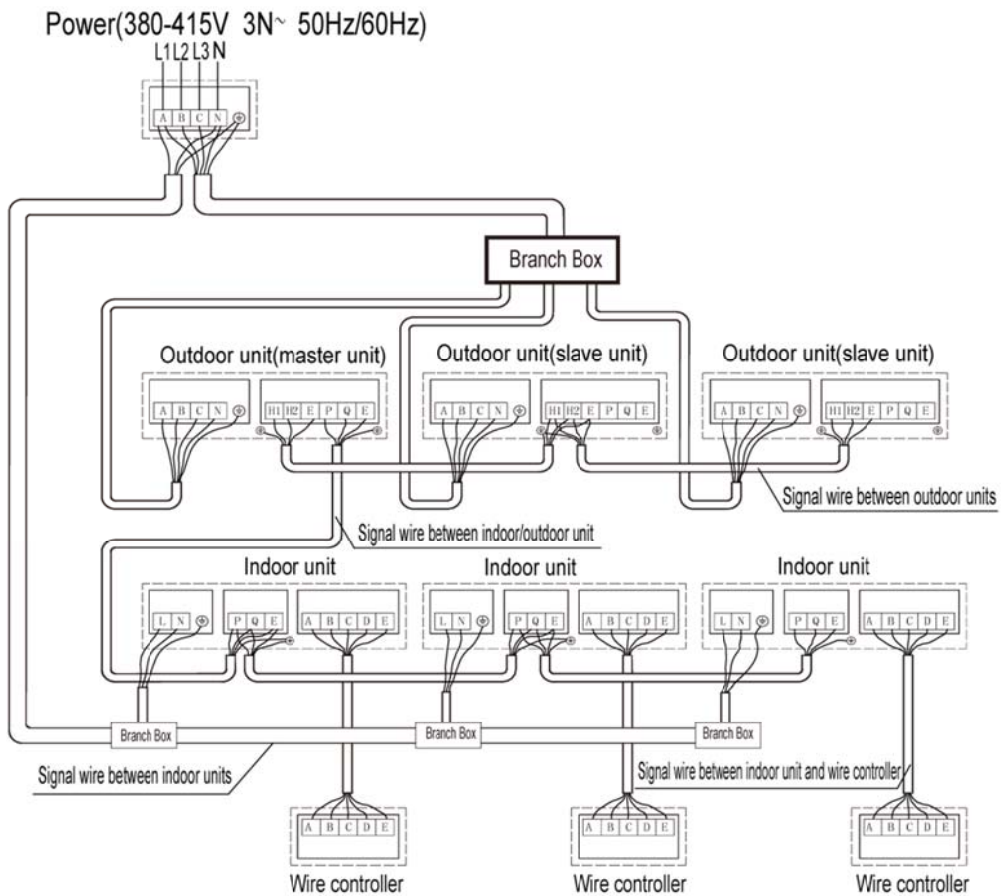 Power(380-415V 3N~ 50Hz/60Hz)
L1 L2 L3 N
A B C N ⏚
Branch Box
Outdoor unit(master unit) Outdoor unit(slave unit) Outdoor unit(slave unit)
A B C N ⏚ H1 H2 E P Q E A B C N ⏚ H1 H2 E P Q E A B C N ⏚ H1 H2 E P Q E
Signal wire between outdoor units
Signal wire between indoor/outdoor unit
Indoor unit Indoor unit Indoor unit
L N ⏚ P Q E A B C D E L N ⏚ P Q E A B C D E L N ⏚ P Q E A B C D E
Branch Box Branch Box Branch Box
Signal wire between indoor units
Signal wire between indoor unit and wire controller
A B C D E A B C D E A B C D E
Wire controller Wire controller Wire controller